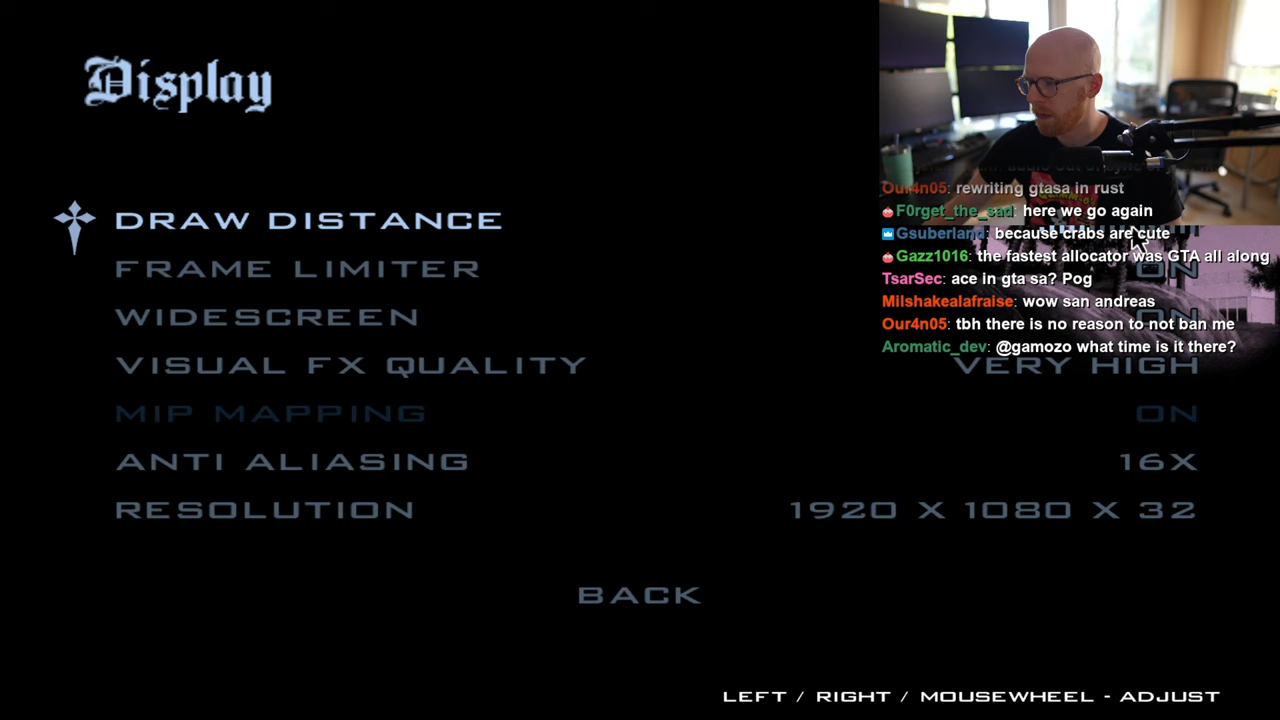 Display
DRAW DISTANCE
FRAME LIMITER ON
WIDESCREEN ON
VISUAL FX QUALITY VERY HIGH
MIP MAPPING ON
ANTI ALIASING 16X
RESOLUTION 1920 X 1080 X 32
BACK
LEFT / RIGHT / MOUSEWHEEL - ADJUST
Our4n05: rewriting gtasa in rust
F0rget_the_sad: here we go again
Gsuberland: because crabs are cute
Gazz1016: the fastest allocator was GTA all along
TsarSec: ace in gta sa? Pog
Milshakealafraise: wow san andreas
Our4n05: tbh there is no reason to not ban me
Aromatic_dev: @gamozo what time is it there?